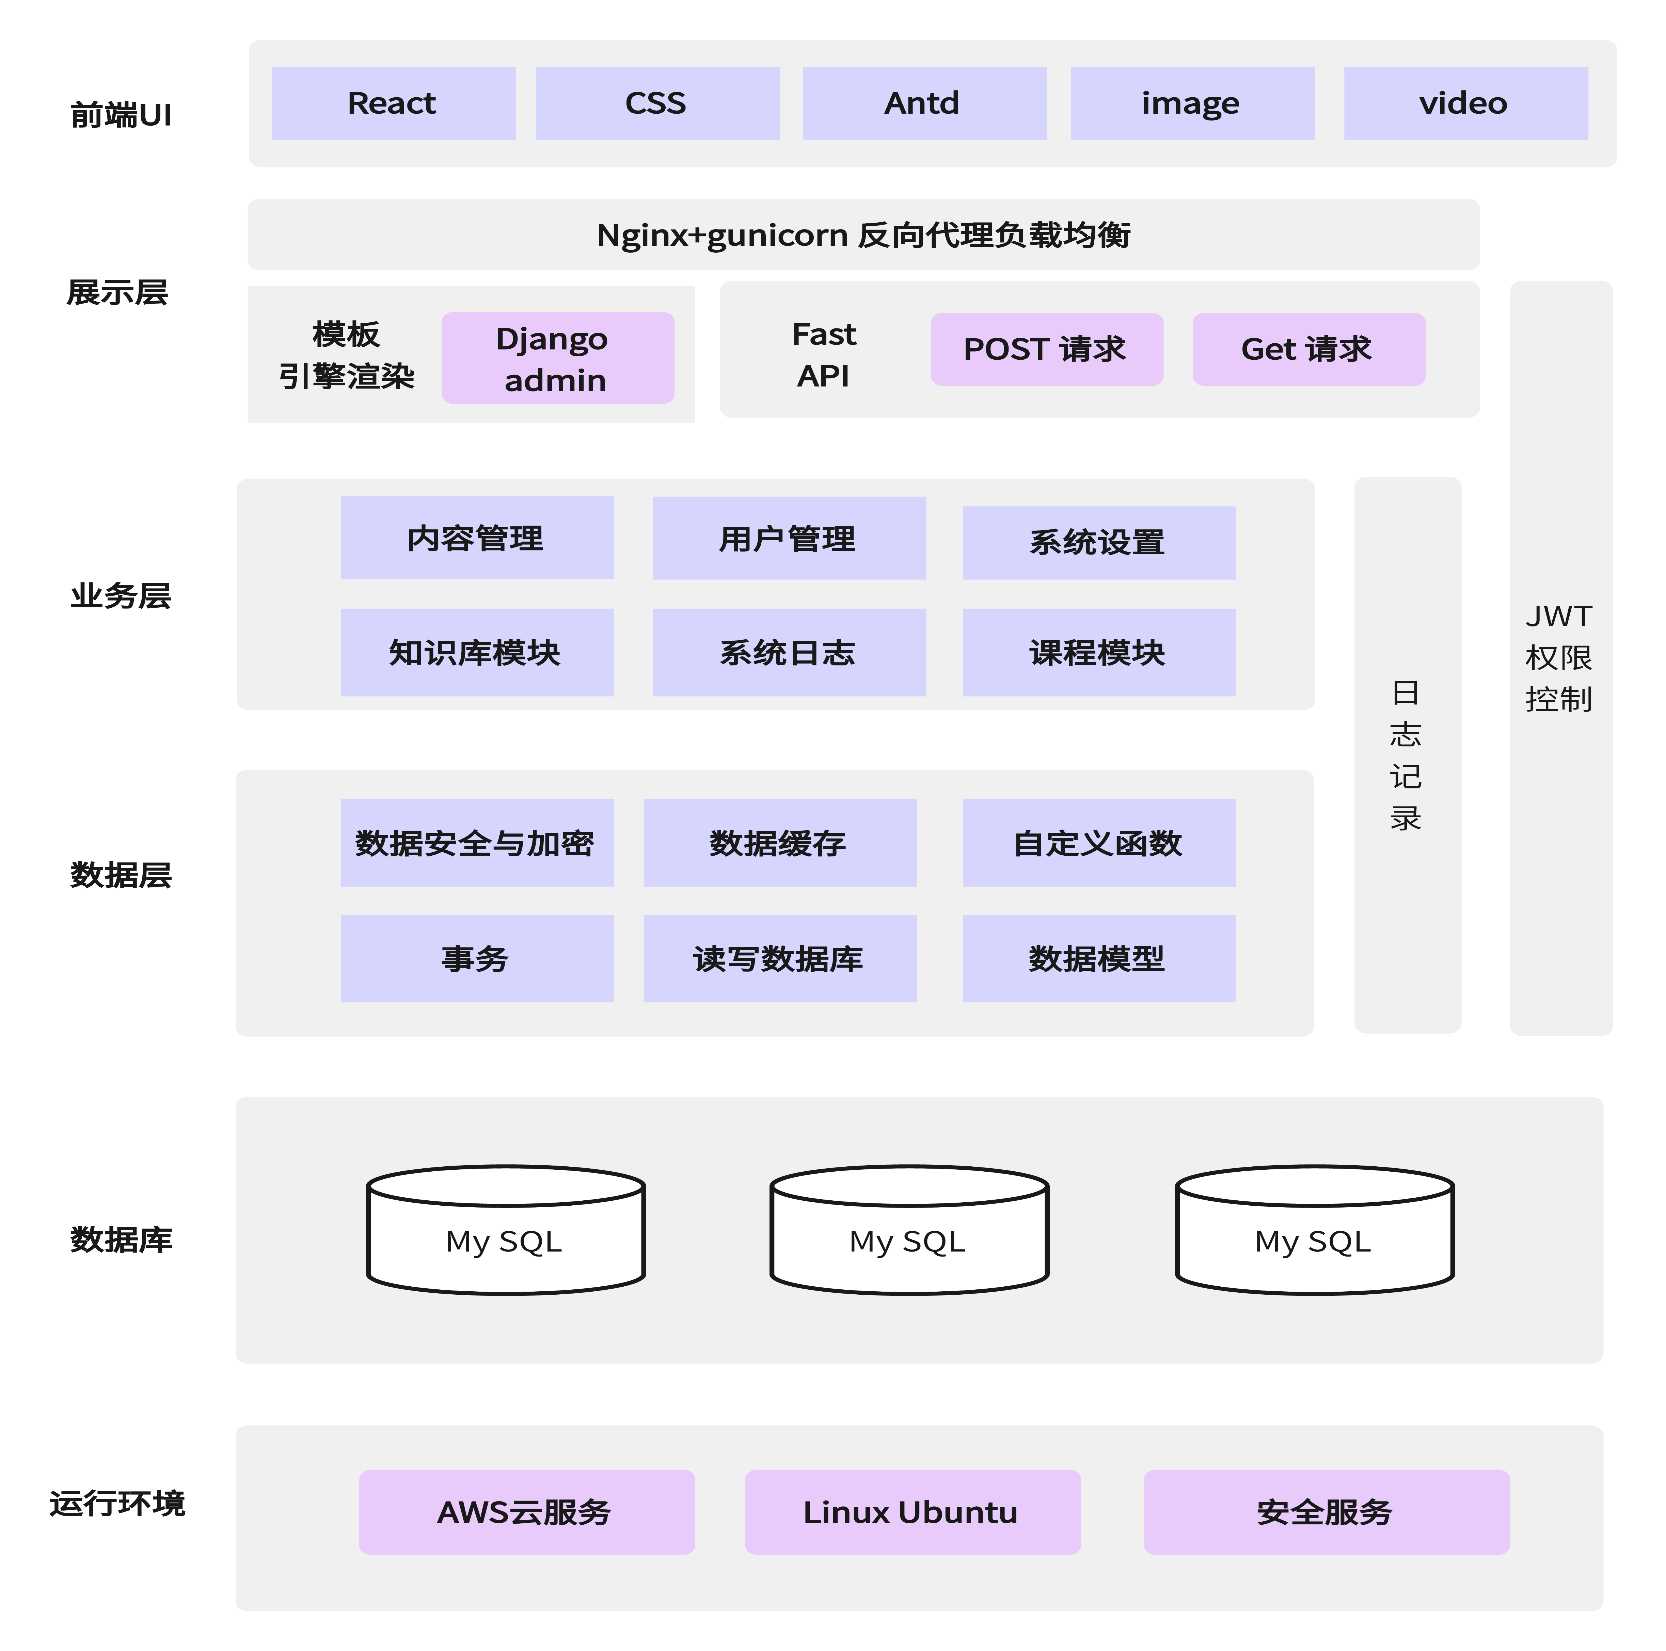 前端UI
React
CSS
Antd
image
video
展示层
Nginx+gunicorn 反向代理负载均衡
模板
引擎渲染
Django
admin
Fast
API
POST 请求
Get 请求
业务层
内容管理
用户管理
系统设置
知识库模块
系统日志
课程模块
日
志
记
录
JWT
权限
控制
数据层
数据安全与加密
数据缓存
自定义函数
事务
读写数据库
数据模型
数据库
My SQL
My SQL
My SQL
运行环境
AWS云服务
Linux Ubuntu
安全服务